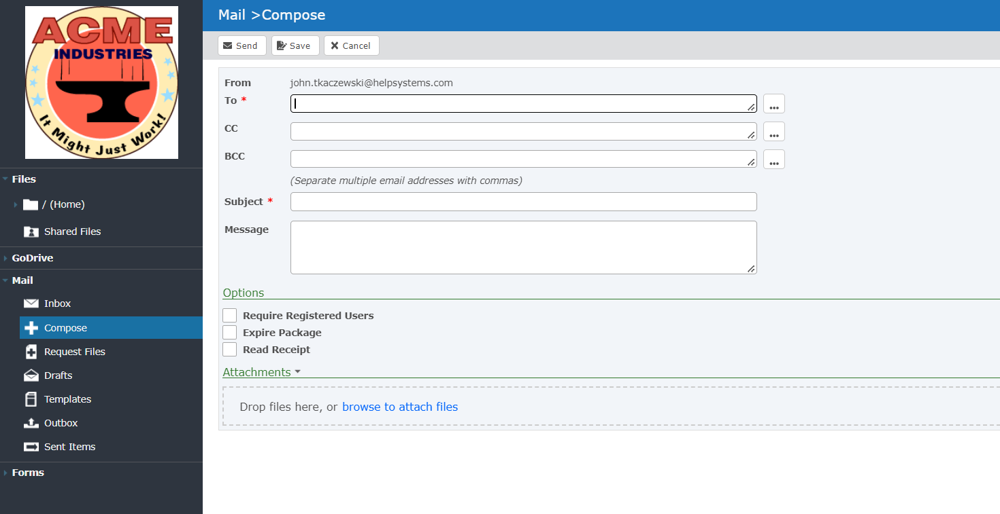 ACME
INDUSTRIES
It Might Just Work!
Files
/ (Home)
Shared Files
GoDrive
Mail
Inbox
Compose
Request Files
Drafts
Templates
Outbox
Sent Items
Forms
Mail >Compose
Send Save Cancel
From john.tkaczewski@helpsystems.com
To * ...
CC ...
BCC ...
(Separate multiple email addresses with commas)
Subject *
Message
Options
Require Registered Users
Expire Package
Read Receipt
Attachments
Drop files here, or browse to attach files